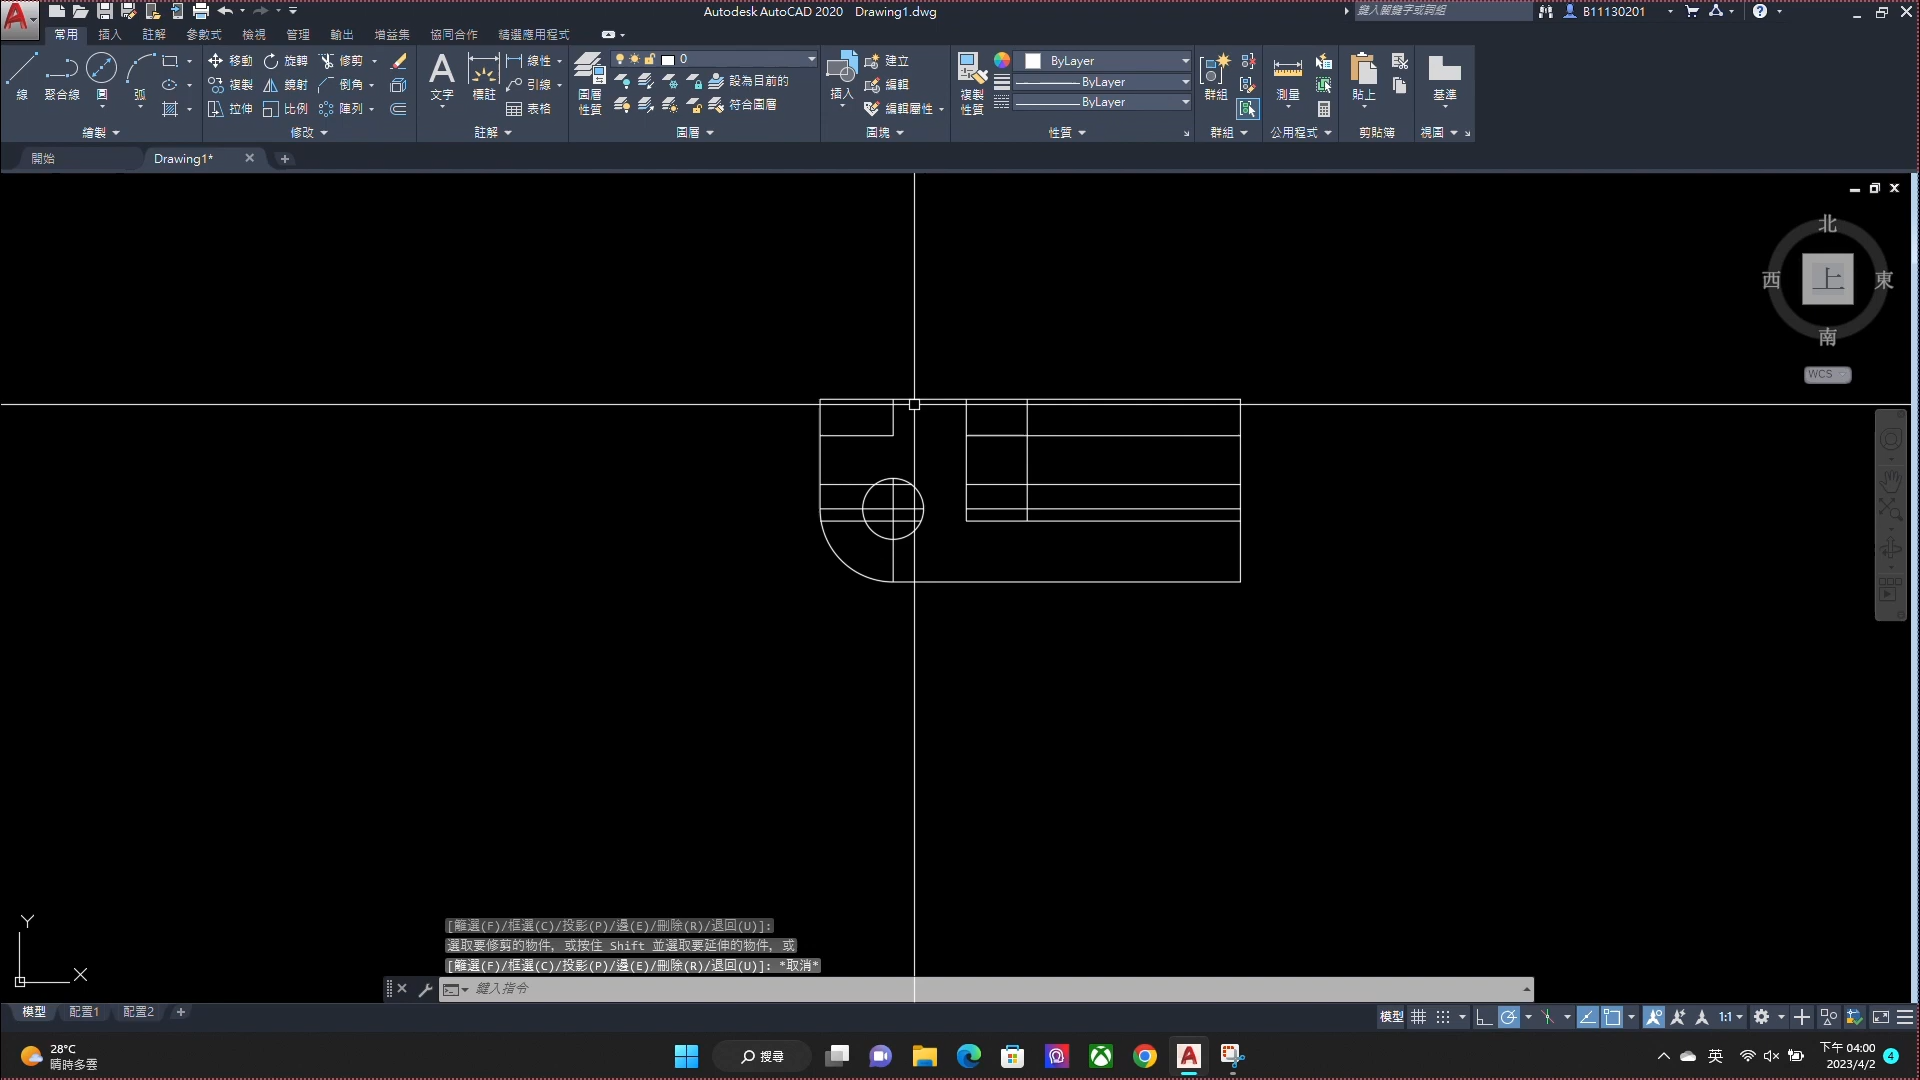 Autodesk AutoCAD 2020 Drawing1.dwg
鍵入關鍵字或詞組
B11130201
常用 插入 註解 參數式 檢視 管理 輸出 增益集 協同合作 精選應用程式
線 聚合線 圓 弧
移動 旋轉 修剪
複製 鏡射 倒角
拉伸 比例 陣列
文字 標註
線性
引線
表格
圖層
性質
0
設為目前的
符合圖層
插入
建立
編輯
編輯屬性
複製
性質
ByLayer
ByLayer
ByLayer
群組
測量
貼上
基準
繪製 修改 註解 圖層 圖塊 性質 群組 公用程式 剪貼簿 視圖
開始 Drawing1*
北
西 上 東
南
WCS
Y
X
[籬選(F)/框選(C)/投影(P)/邊(E)/刪除(R)/退回(U)]:
選取要修剪的物件, 或按住 Shift 並選取要延伸的物件, 或
[籬選(F)/框選(C)/投影(P)/邊(E)/刪除(R)/退回(U)]: *取消*
鍵入指令
模型 配置1 配置2
模型 1:1
28°C
晴時多雲
搜尋
英
下午 04:00
2023/4/2
4